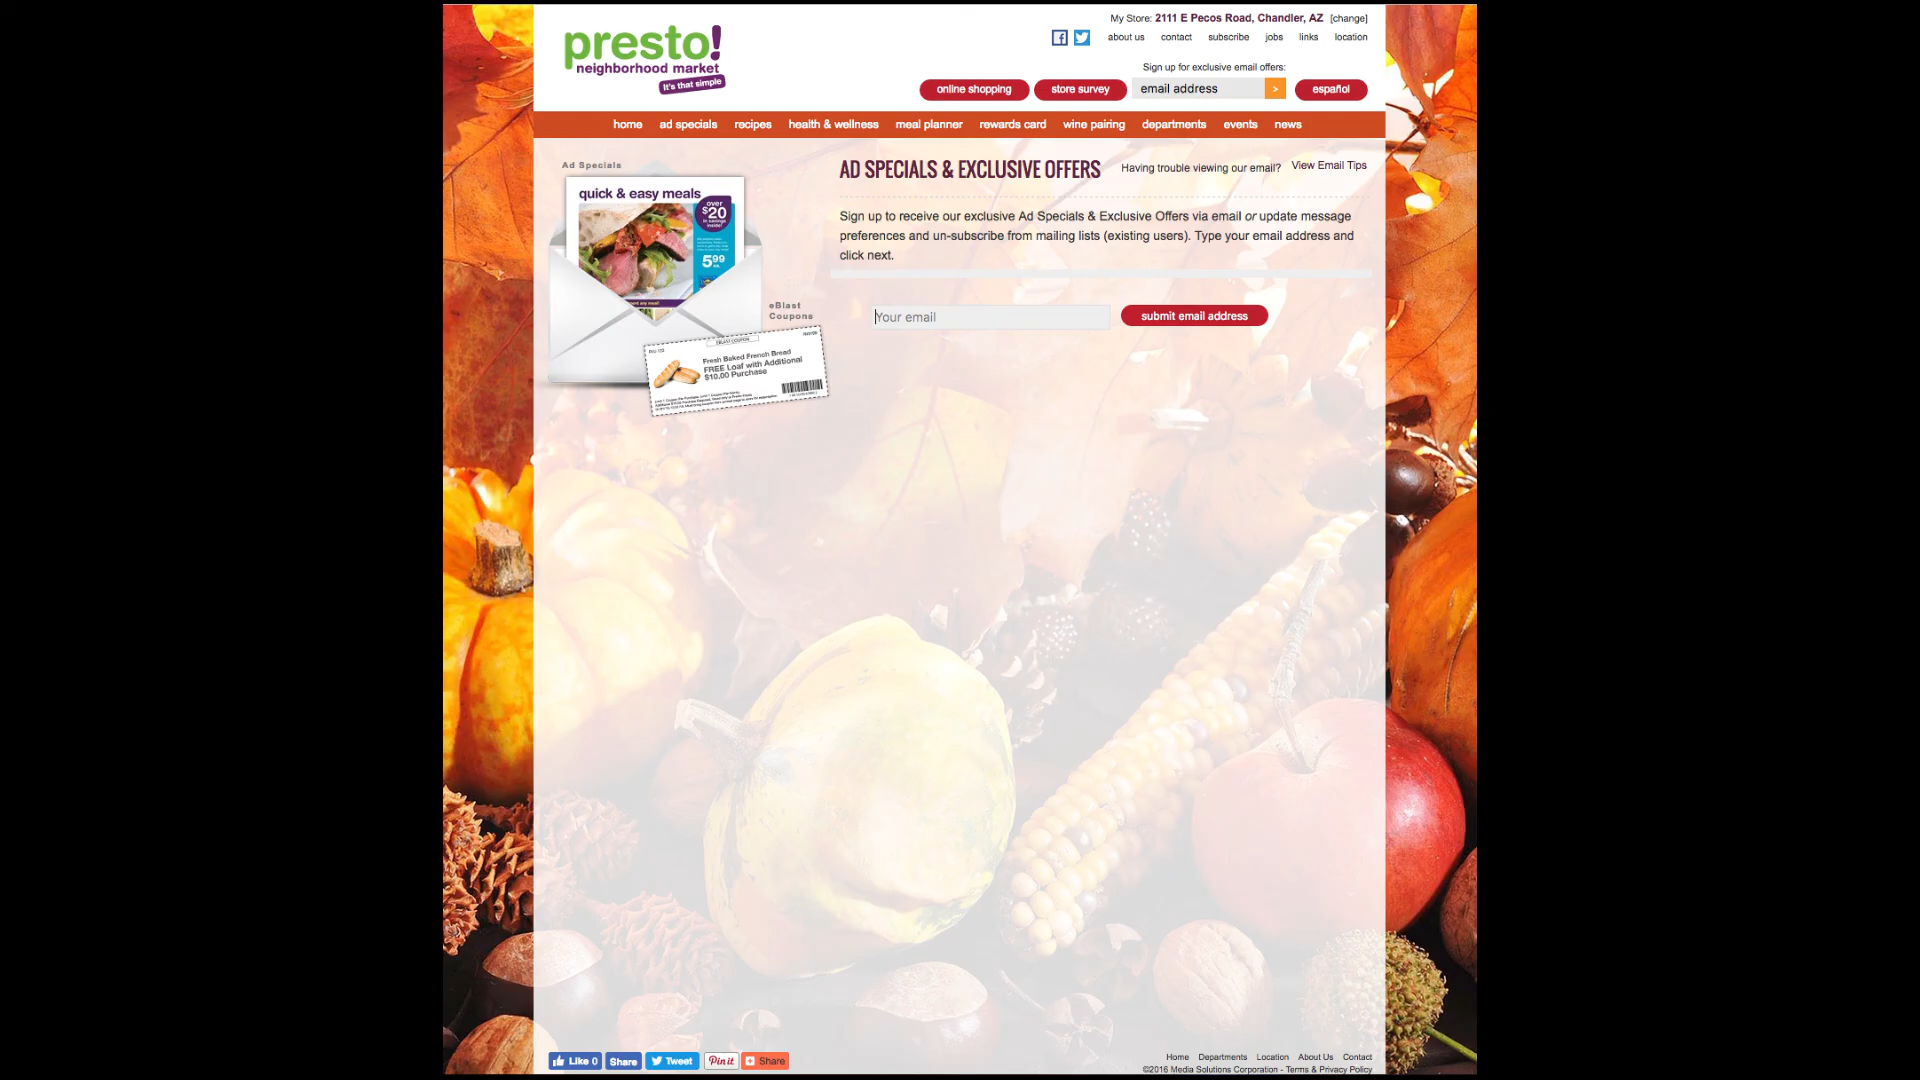 presto!
neighborhood market
It's that simple
My Store: 2111 E Pecos Road, Chandler, AZ [change]
about us contact subscribe jobs links location
Sign up for exclusive email offers:
online shopping store survey email address > español
home ad specials recipes health & wellness meal planner rewards card wine pairing departments events news
Ad Specials
quick & easy meals
over
$20
in savings
inside!
5.99
eBlast
Coupons
EBLAST COUPON
Fresh Baked French Bread
FREE Loaf with Additional
$10.00 Purchase
AD SPECIALS & EXCLUSIVE OFFERS Having trouble viewing our email? View Email Tips
Sign up to receive our exclusive Ad Specials & Exclusive Offers via email or update message
preferences and un-subscribe from mailing lists (existing users). Type your email address and
click next.
Your email submit email address
Like 0 Share Tweet Pin it Share
Home Departments Location About Us Contact
©2016 Media Solutions Corporation - Terms & Privacy Policy